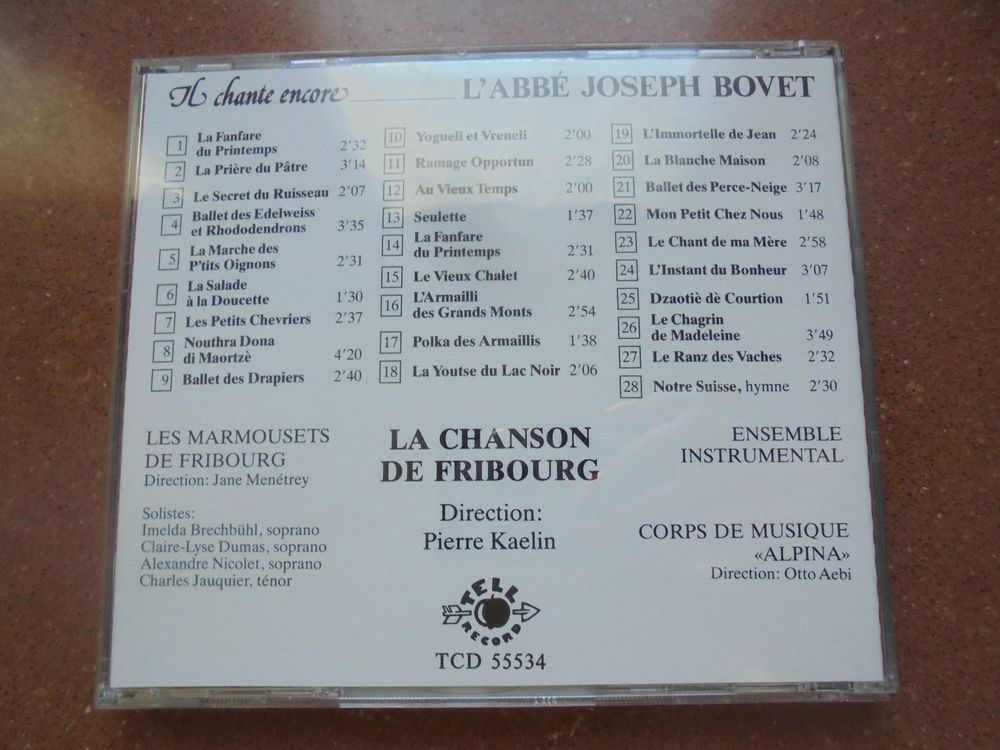 Il chante encore L'ABBÉ JOSEPH BOVET
1 La Fanfare
du Printemps 2'32
2 La Prière du Pâtre 3'14
3 Le Secret du Ruisseau 2'07
4 Ballet des Edelweiss
et Rhododendrons 3'35
5 La Marche des
P'tits Oignons 2'31
6 La Salade
à la Doucette 1'30
7 Les Petits Chevriers 2'37
8 Nouthra Dona
di Maortzè 4'20
9 Ballet des Drapiers 2'40
10 Yogueli et Vreneli 2'00
11 Ramage Opportun 2'28
12 Au Vieux Temps 2'00
13 Seulette 1'37
14 La Fanfare
du Printemps 2'31
15 Le Vieux Chalet 2'40
16 L'Armailli
des Grands Monts 2'54
17 Polka des Armaillis 1'38
18 La Youtse du Lac Noir 2'06
19 L'Immortelle de Jean 2'24
20 La Blanche Maison 2'08
21 Ballet des Perce-Neige 3'17
22 Mon Petit Chez Nous 1'48
23 Le Chant de ma Mère 2'58
24 L'Instant du Bonheur 3'07
25 Dzaotiè dè Courtion 1'51
26 Le Chagrin
de Madeleine 3'49
27 Le Ranz des Vaches 2'32
28 Notre Suisse, hymne 2'30
LES MARMOUSETS
DE FRIBOURG
Direction: Jane Menétrey
Solistes:
Imelda Brechbühl, soprano
Claire-Lyse Dumas, soprano
Alexandre Nicolet, soprano
Charles Jauquier, ténor
LA CHANSON
DE FRIBOURG
Direction:
Pierre Kaelin
ENSEMBLE
INSTRUMENTAL
CORPS DE MUSIQUE
«ALPINA»
Direction: Otto Aebi
TELL
RECORD
TCD 55534